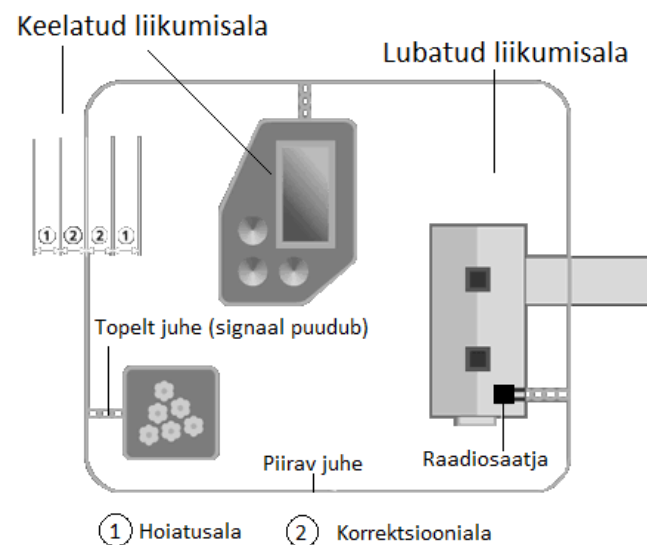 Keelatud liikumisala
Lubatud liikumisala
1 2 2 1
Topelt juhe (signaal puudub)
Piirav juhe
Raadiosaatja
1 Hoiatusala 2 Korrektsiooniala